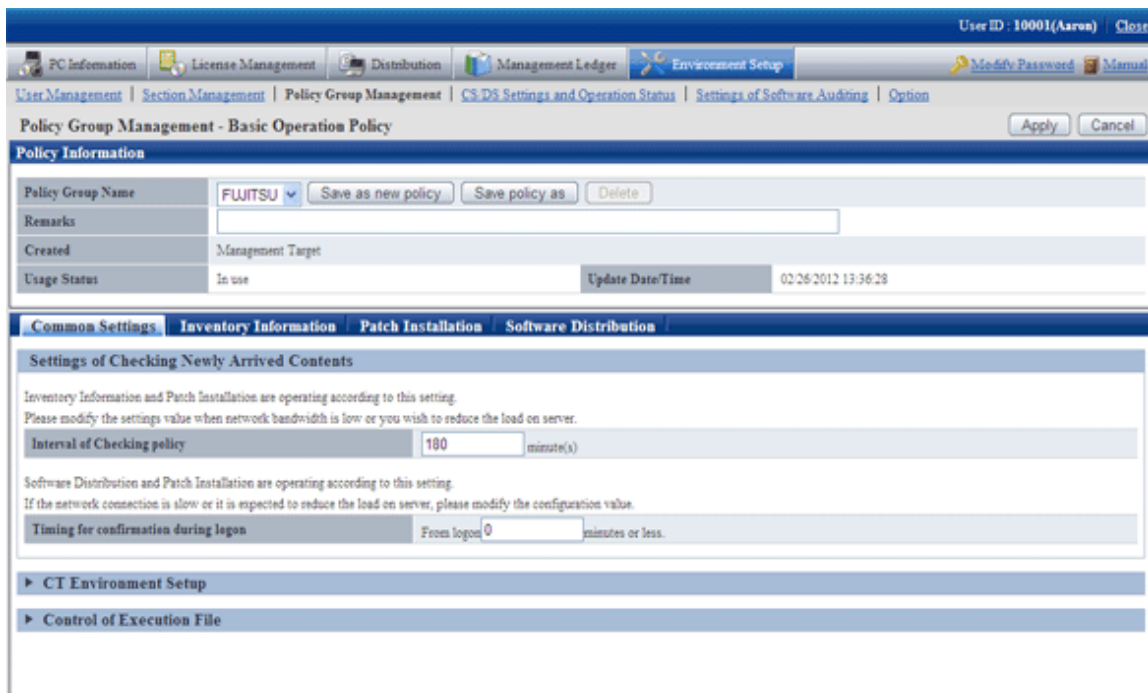 User ID : 10001(Aaron) Close
PC Information License Management Distribution Management Ledger Environment Setup Modify Password Manual
User Management | Section Management | Policy Group Management | CS/DS Settings and Operation Status | Settings of Software Auditing | Option
Policy Group Management - Basic Operation Policy Apply Cancel
Policy Information
Policy Group Name FUJITSU Save as new policy Save policy as Delete
Remarks
Created Management Target
Usage Status In use Update Date/Time 02/26/2012 13:36:28
Common Settings Inventory Information Patch Installation Software Distribution
Settings of Checking Newly Arrived Contents
Inventory Information and Patch Installation are operating according to this setting.
Please modify the settings value when network bandwidth is low or you wish to reduce the load on server.
Interval of Checking policy 180 minute(s)
Software Distribution and Patch Installation are operating according to this setting.
If the network connection is slow or it is expected to reduce the load on server, please modify the configuration value.
Timing for confirmation during logon From logon 0 minutes or less.
CT Environment Setup
Control of Execution File